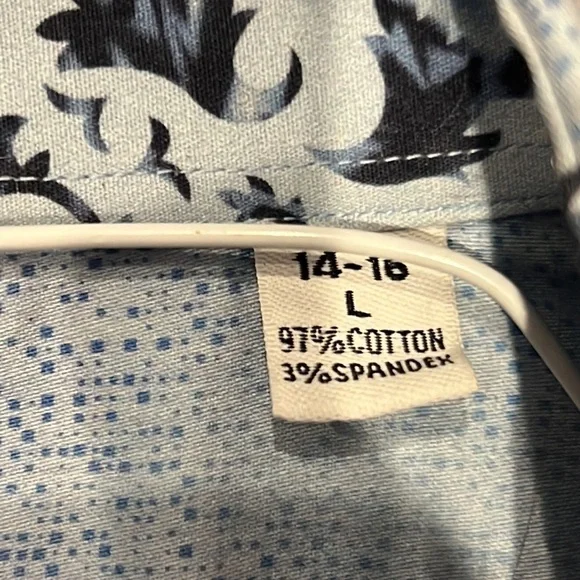 14-16
L
97%COTTON
3%SPANDEX